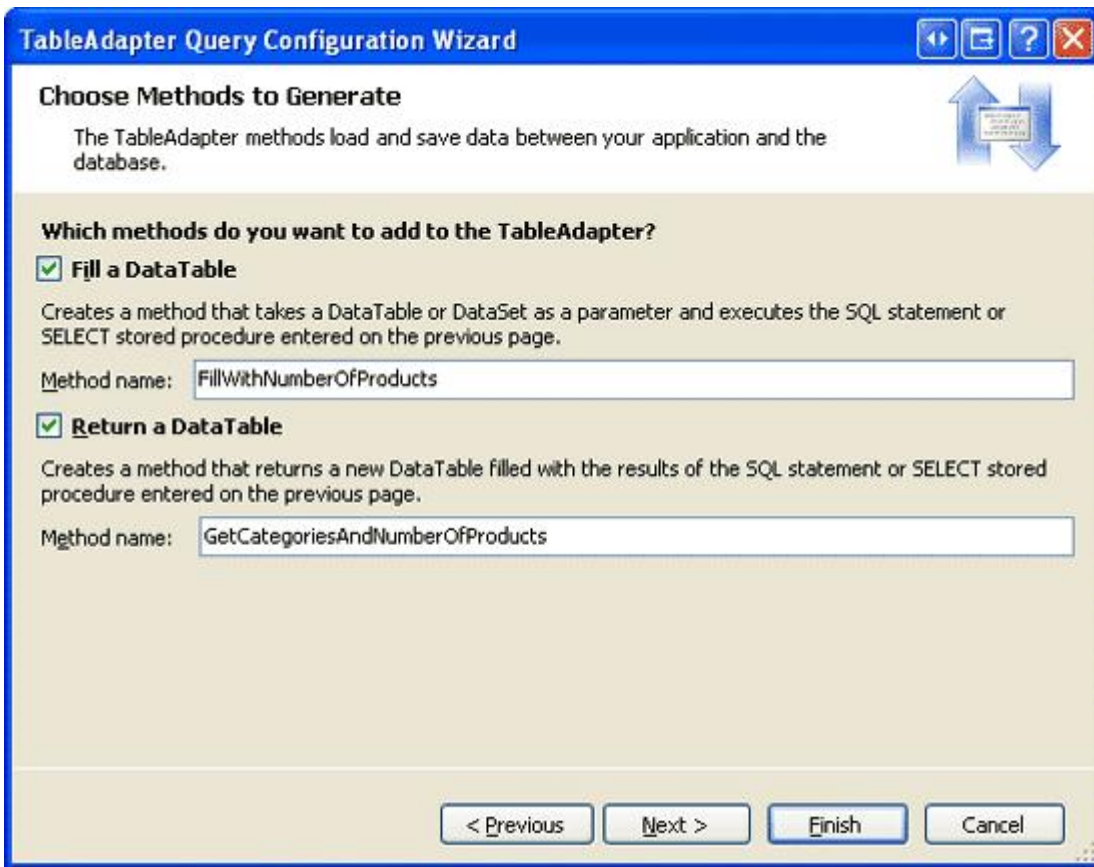 TableAdapter Query Configuration Wizard
Choose Methods to Generate
The TableAdapter methods load and save data between your application and the
database.
Which methods do you want to add to the TableAdapter?
Fill a DataTable
Creates a method that takes a DataTable or DataSet as a parameter and executes the SQL statement or
SELECT stored procedure entered on the previous page.
Method name: FillWithNumberOfProducts
Return a DataTable
Creates a method that returns a new DataTable filled with the results of the SQL statement or SELECT stored
procedure entered on the previous page.
Method name: GetCategoriesAndNumberOfProducts
< Previous Next > Finish Cancel